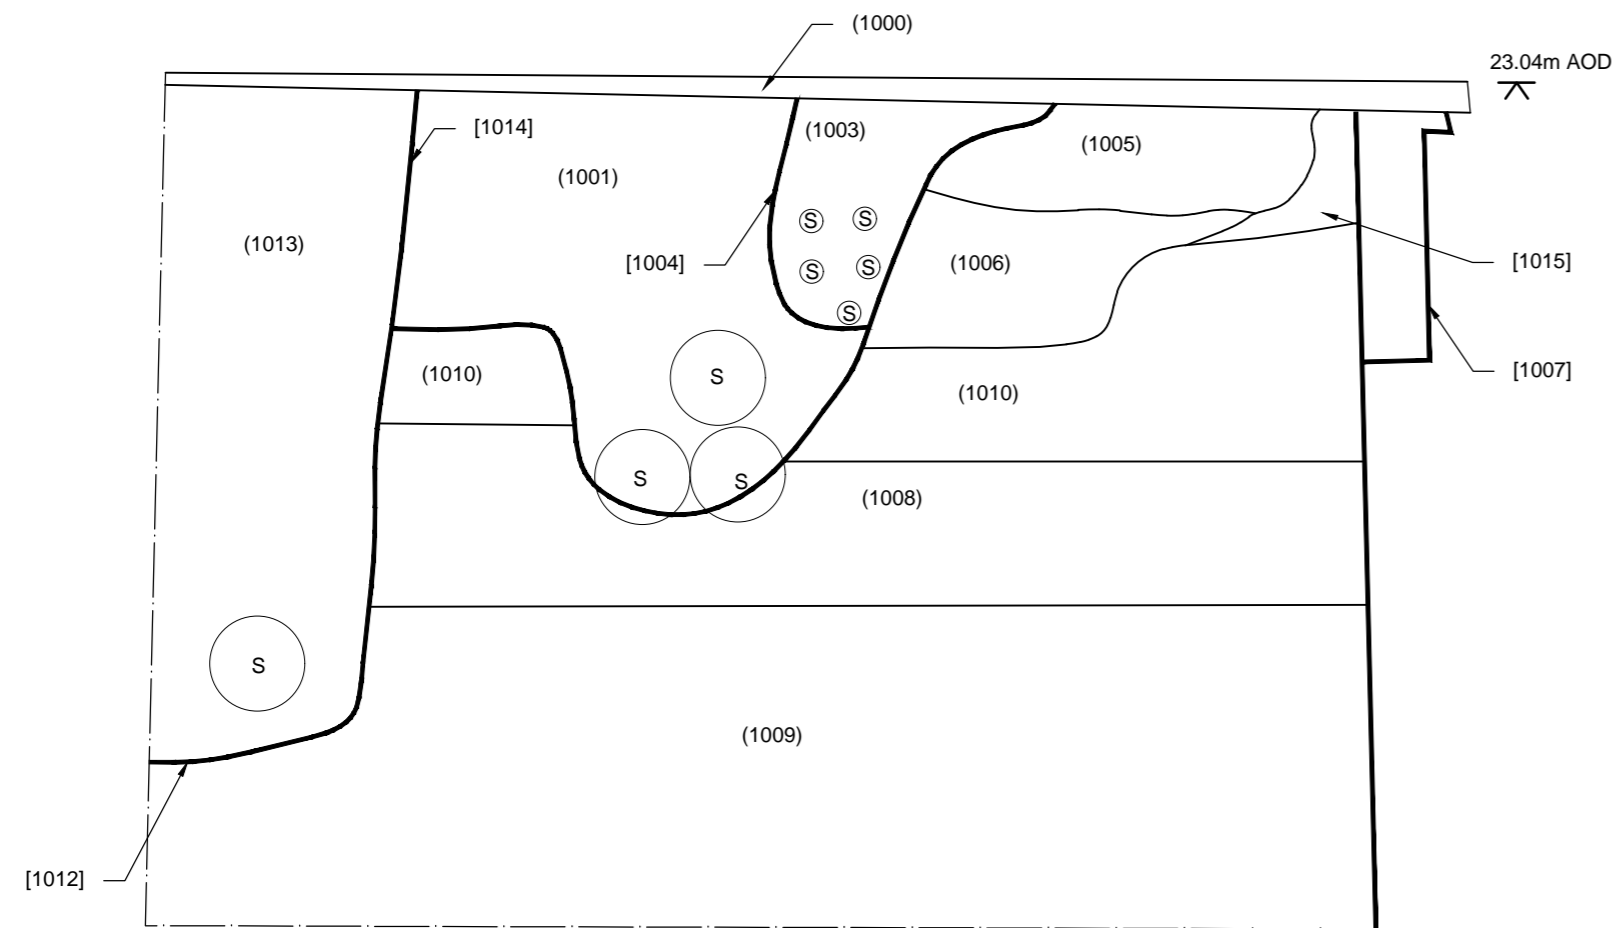 (1000)
23.04m AOD
[1014]
(1003)
(1005)
(1001)
(1013)
S
S
[1004]
S
S
(1006)
[1015]
S
(1010)
S
(1010)
[1007]
S
S
(1008)
S
(1009)
[1012]